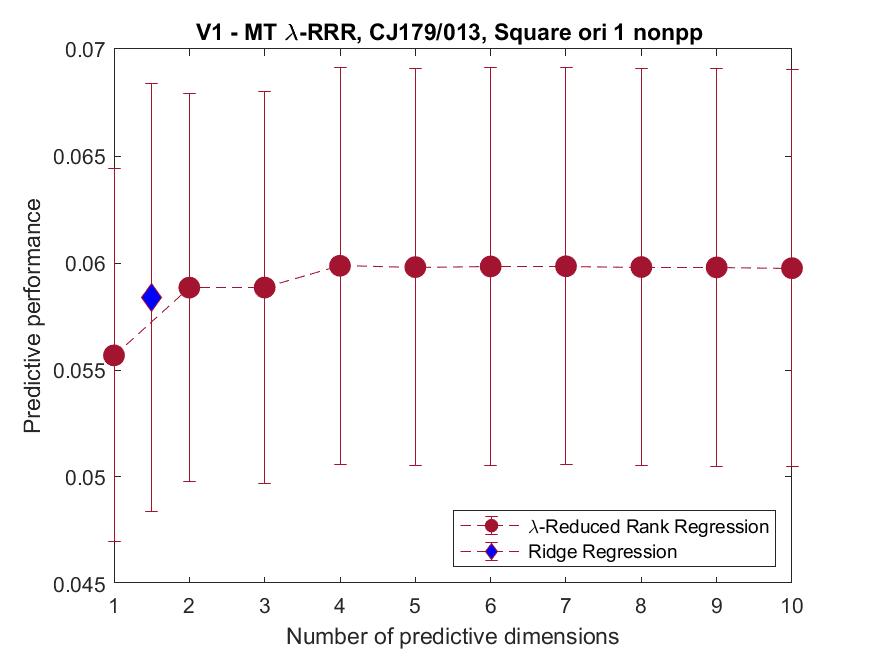 V1 - MT λ-RRR, CJ179/013, Square ori 1 nonpp
0.07
0.065
0.06
0.055
0.05
0.045
Predictive performance
λ-Reduced Rank Regression
Ridge Regression
1 2 3 4 5 6 7 8 9 10
Number of predictive dimensions